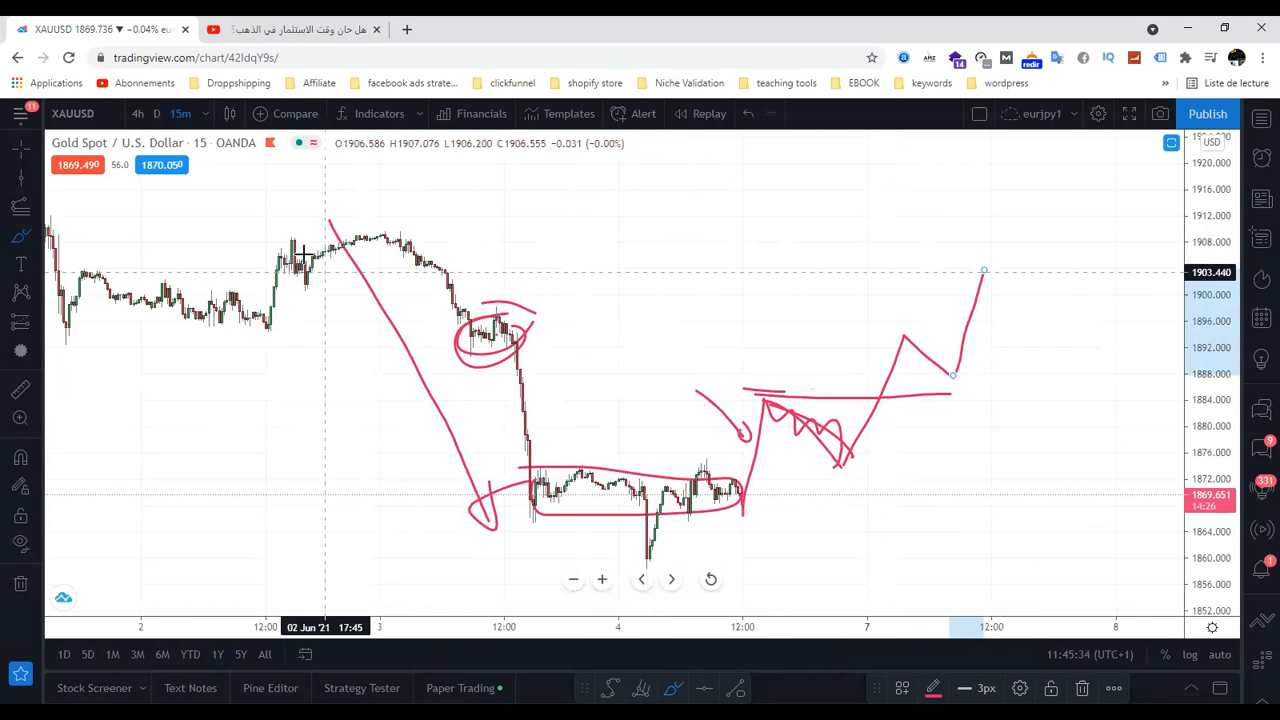 XAUUSD 1869.736 ▼ −0.04% eu
هل حان وقت الاستثمار في الذهب؟
tradingview.com/chart/42IdqY9s/
14
redir
Applications Abonnements Droppshiping Affiliate facebook ads strate... clickfunnel shopify store Niche Validation teaching tools EBOOK keywords wordpress » Liste de lecture
11 XAUUSD 4h D 15m Indicators Compare Financials Templates Alert Replay eurjpy1 Publish
Gold Spot / U.S. Dollar · 15 · OANDA O1906.586 H1907.076 L1906.200 C1906.555 −0.031 (−0.00%) USD
1869.490 56.0 1870.050
1920.000
1916.000
1912.000
1908.000
1903.440
1900.000
1896.000
1892.000
1888.000
1884.000
1880.000
1876.000
1872.000
1869.651
14:26
1864.000
1860.000
1856.000
1852.000
9
331
1
2 12:00 02 Jun '21 17:45 3 12:00 4 12:00 7 12:00 8
1D 5D 1M 3M 6M YTD 1Y 5Y All 11:45:34 (UTC+1) % log auto
Stock Screener Text Notes Pine Editor Strategy Tester Paper Trading 3px